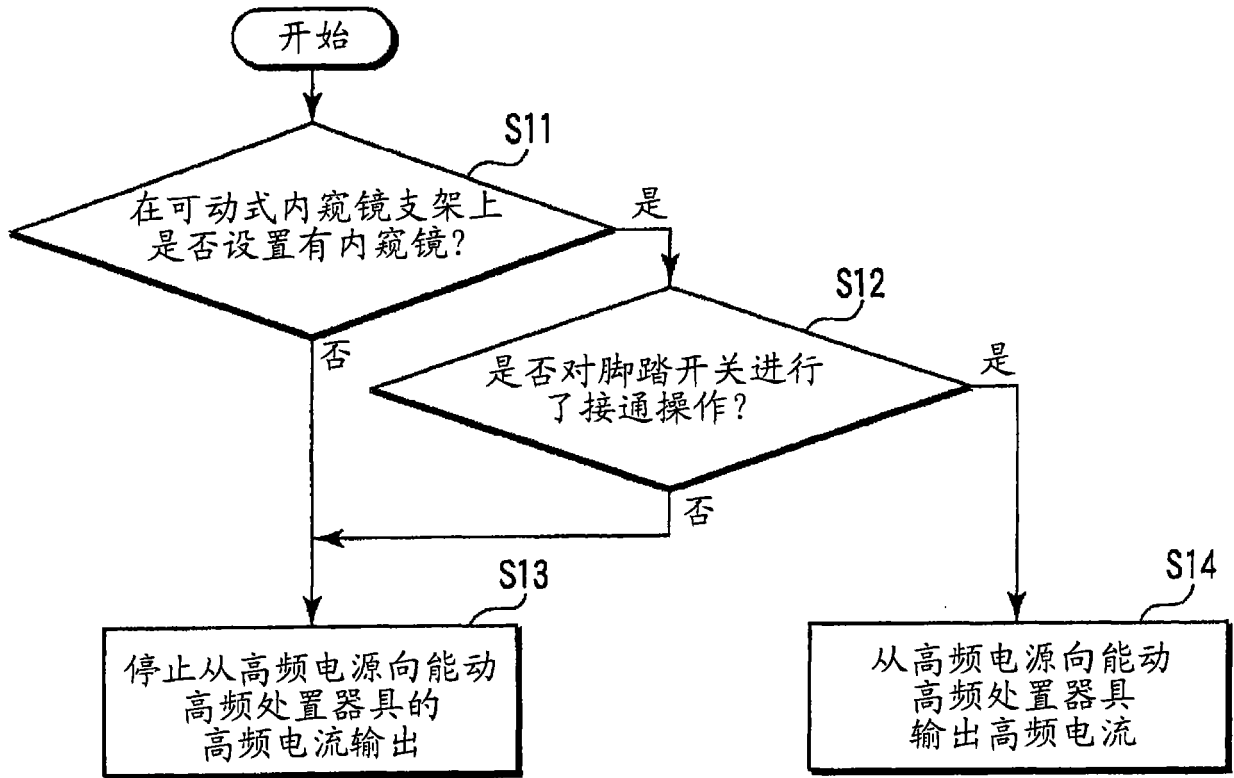 开始
S11
在可动式内窥镜支架上
是否设置有内窥镜?
是
否
S12
是否对脚踏开关进行
了接通操作?
是
否
S13
停止从高频电源向能动
高频处置器具的
高频电流输出
S14
从高频电源向能动
高频处置器具
输出高频电流